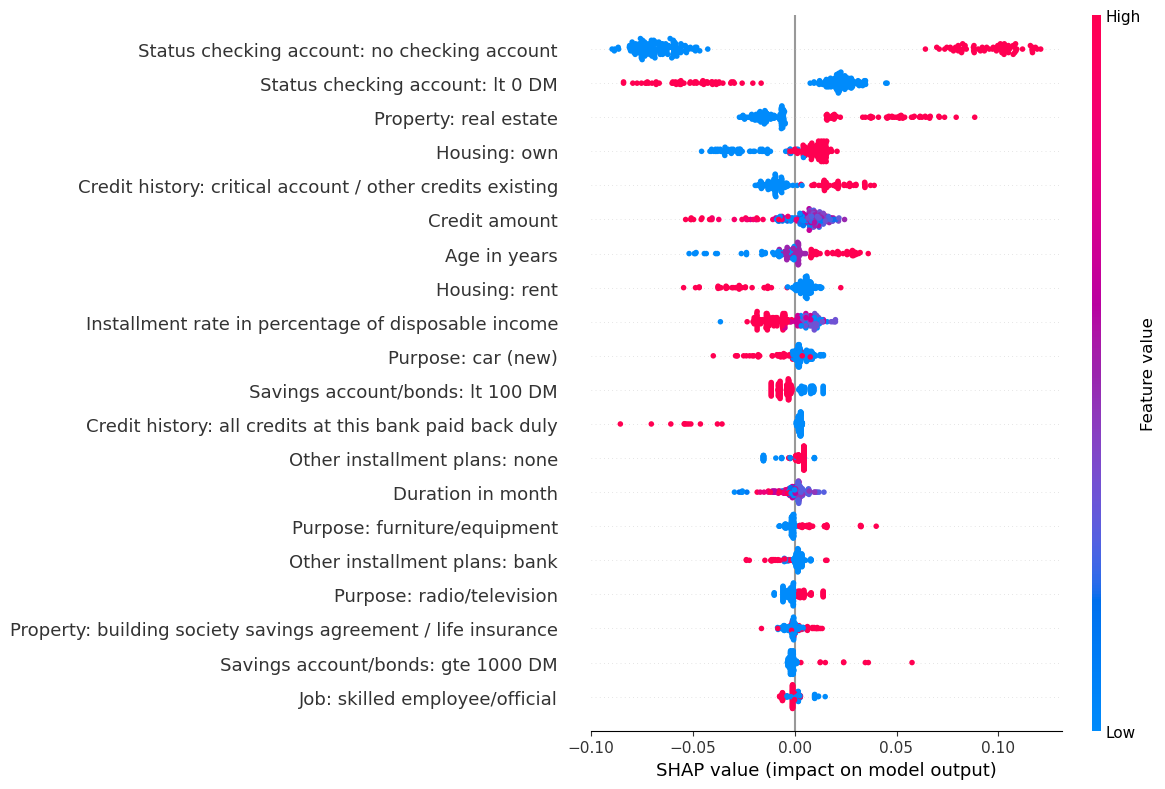 High
Status checking account: no checking account
Status checking account: lt 0 DM
Property: real estate
Housing: own
Credit history: critical account / other credits existing
Credit amount
Age in years
Housing: rent
Installment rate in percentage of disposable income
Purpose: car (new)
Savings account/bonds: lt 100 DM
Credit history: all credits at this bank paid back duly
Other installment plans: none
Duration in month
Purpose: furniture/equipment
Other installment plans: bank
Purpose: radio/television
Property: building society savings agreement / life insurance
Savings account/bonds: gte 1000 DM
Job: skilled employee/official
Feature value
Low
−0.10 −0.05 0.00 0.05 0.10
SHAP value (impact on model output)